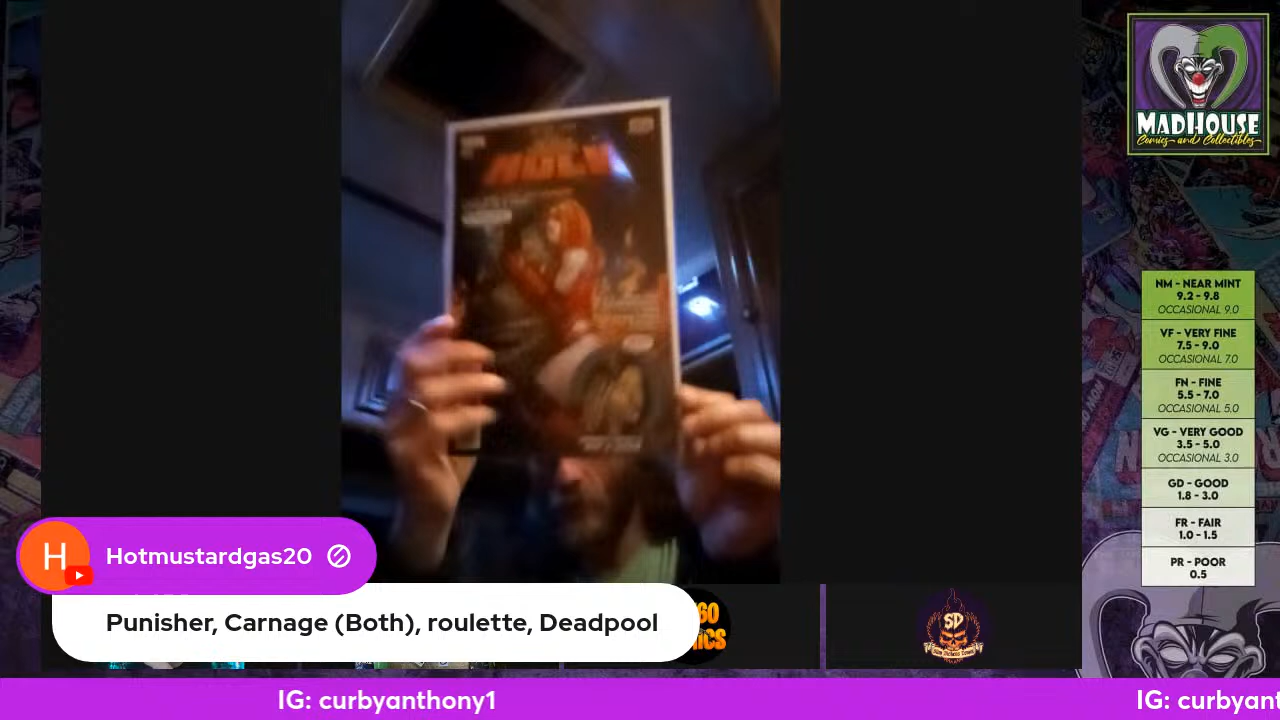 HULK
MADHOUSE
Comics and Collectibles
NM - NEAR MINT
9.2 - 9.8
OCCASIONAL 9.0
VF - VERY FINE
7.5 - 9.0
OCCASIONAL 7.0
FN - FINE
5.5 - 7.0
OCCASIONAL 5.0
VG - VERY GOOD
3.5 - 5.0
OCCASIONAL 3.0
GD - GOOD
1.8 - 3.0
FR - FAIR
1.0 - 1.5
PR - POOR
0.5
H Hotmustardgas20
Punisher, Carnage (Both), roulette, Deadpool
SD
IG: curbyanthony1
IG: curbyant